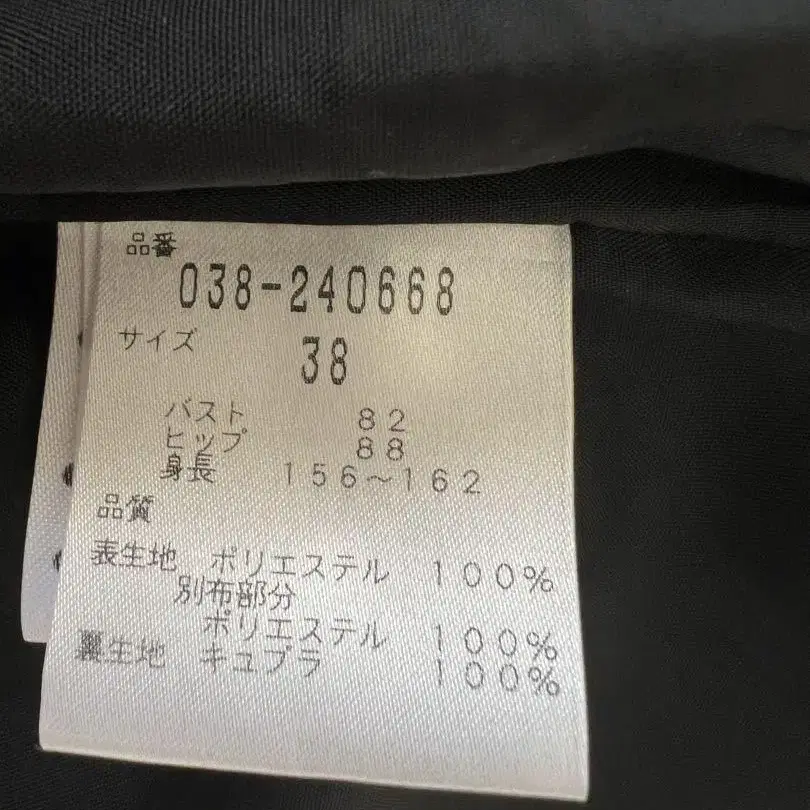 品番
038-240668
サイズ 38
バスト 82
ヒップ 88
身長 156～162
品質
表生地 ポリエステル 100%
別布部分
ポリエステル 100%
裏生地 キュプラ 100%